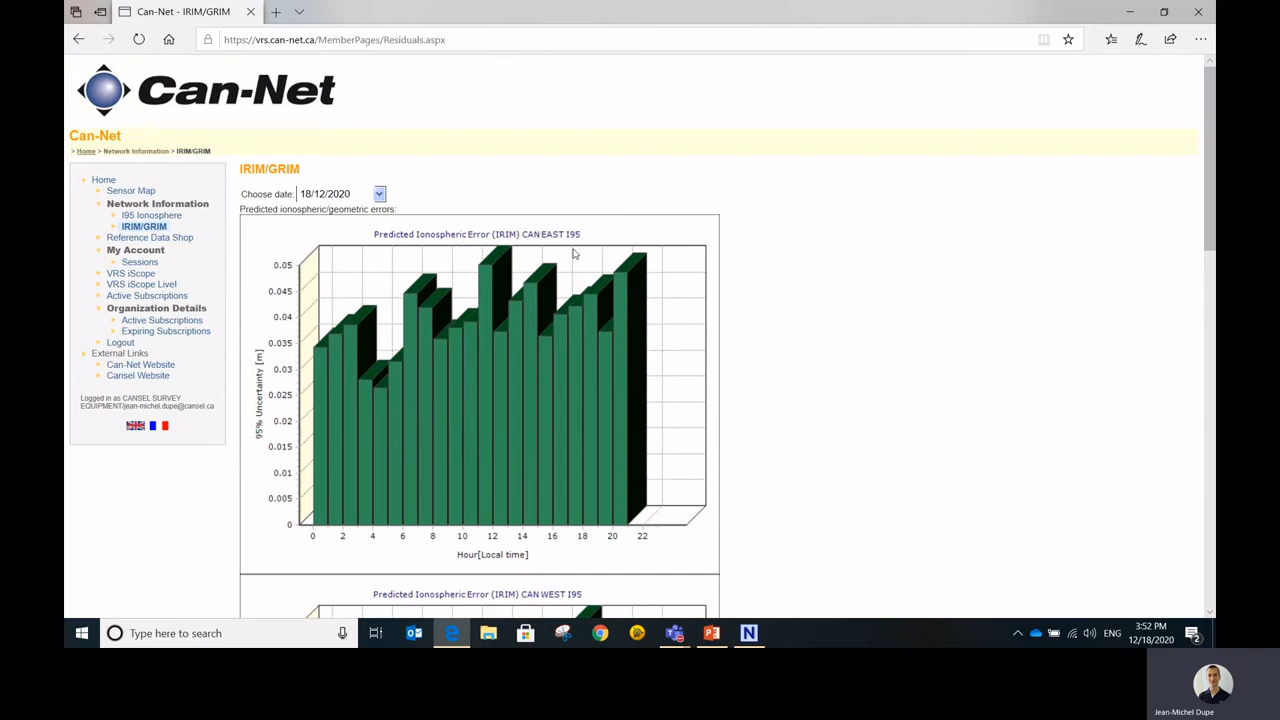 Can-Net - IRIM/GRIM
https://vrs.can-net.ca/MemberPages/Residuals.aspx
Can-Net
Can-Net
> Home > Network Information > IRIM/GRIM
Home
Sensor Map
Network Information
I95 Ionosphere
IRIM/GRIM
Reference Data Shop
My Account
Sessions
VRS iScope
VRS iScope Live!
Active Subscriptions
Organization Details
Active Subscriptions
Expiring Subscriptions
Logout
External Links
Can-Net Website
Cansel Website
Logged in as CANSEL SURVEY
EQUIPMENT/jean-michel.dupe@cansel.ca
IRIM/GRIM
Choose date: 18/12/2020
Predicted ionospheric/geometric errors:
Predicted Ionospheric Error (IRIM) CAN EAST I95
0.05
0.045
0.04
0.035
0.03
0.025
0.02
0.015
0.01
0.005
0
95% Uncertainty [m]
0 2 4 6 8 10 12 14 16 18 20 22
Hour[Local time]
Predicted Ionospheric Error (IRIM) CAN WEST I95
Type here to search
ENG
3:52 PM
12/18/2020
2
Jean-Michel Dupe